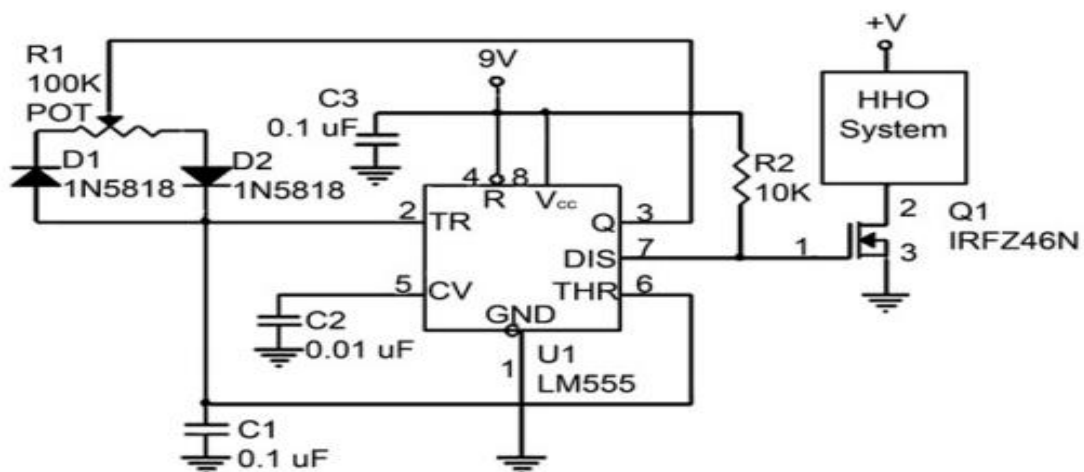 +V
R1
100K
POT
9V
HHO
System
C3
0.1 uF
D1
1N5818
D2
1N5818
R2
10K
4
8
R
Vcc
2
TR
Q
3
2
Q1
IRFZ46N
DIS
7
1
3
5
CV
THR
6
GND
C2
0.01 uF
1
U1
LM555
C1
0.1 uF